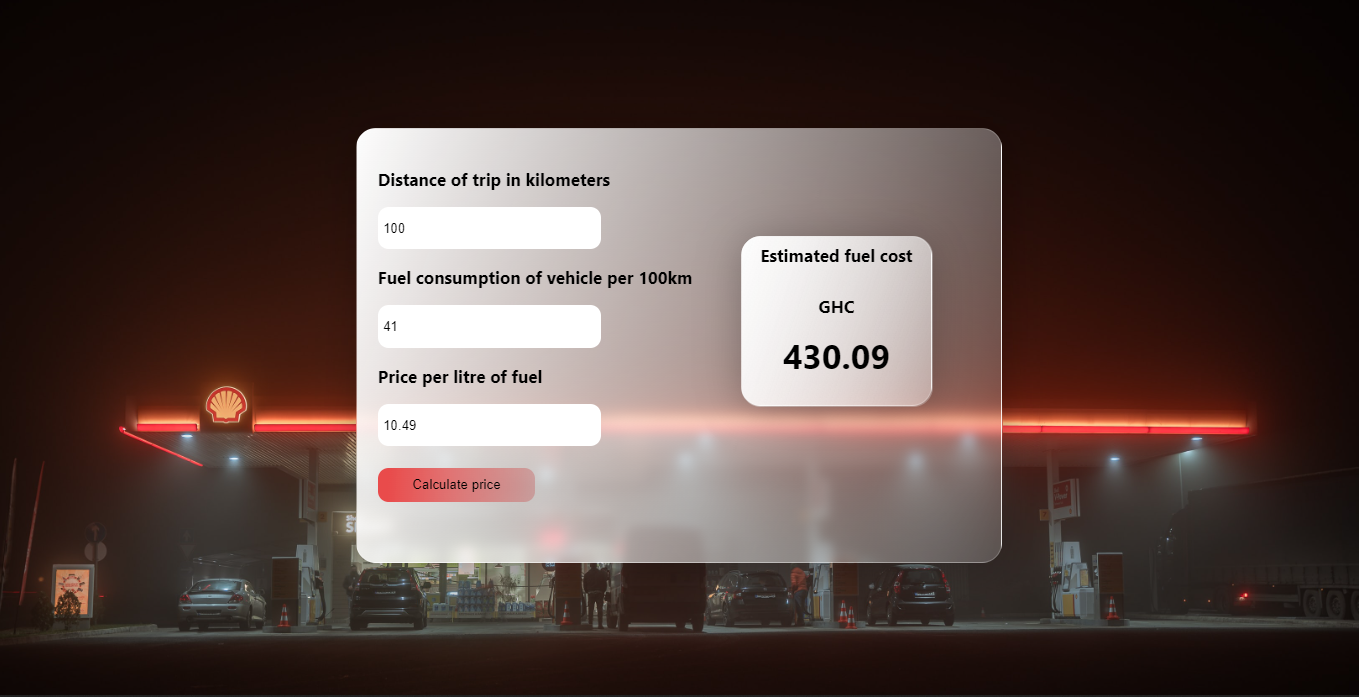 Distance of trip in kilometers
100
Fuel consumption of vehicle per 100km
41
Price per litre of fuel
10.49
Calculate price
Estimated fuel cost
GHC
430.09